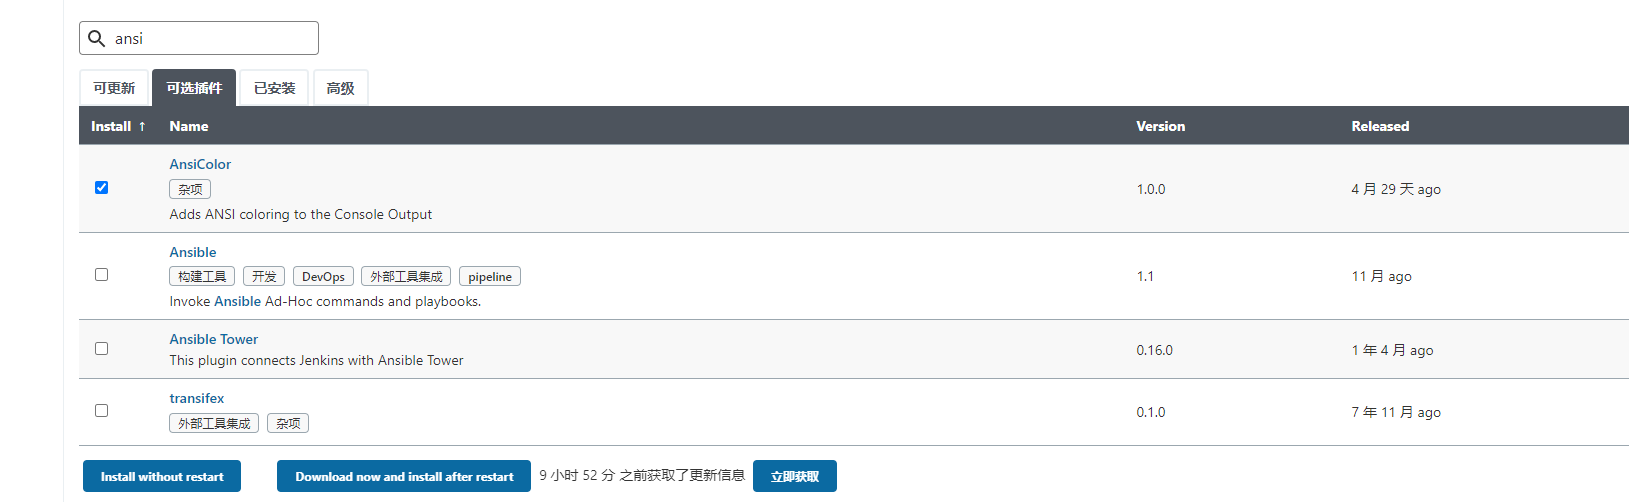 ansi
可更新 可选插件 已安装 高级
Install ↑ Name Version Released
AnsiColor
杂项
1.0.0 4 月 29 天 ago
Adds ANSI coloring to the Console Output
Ansible
构建工具 开发 DevOps 外部工具集成 pipeline
1.1 11 月 ago
Invoke Ansible Ad-Hoc commands and playbooks.
Ansible Tower
This plugin connects Jenkins with Ansible Tower
0.16.0 1 年 4 月 ago
transifex
0.1.0 7 年 11 月 ago
外部工具集成 杂项
Install without restart Download now and install after restart 9 小时 52 分 之前获取了更新信息 立即获取